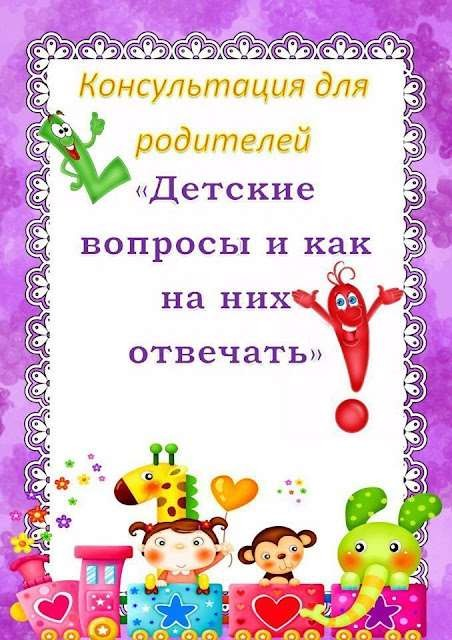 Консультация для
родителей
«Детские
вопросы и как
на них
отвечать»